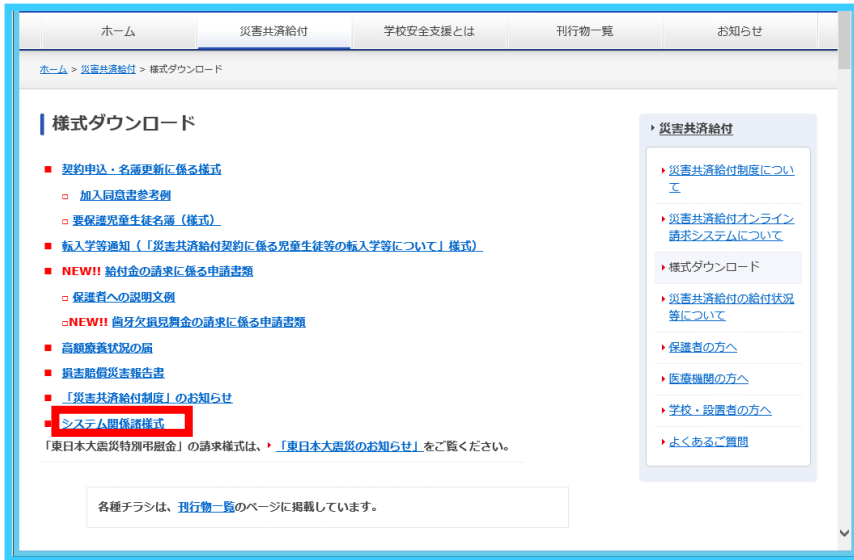 ホーム
災害共済給付
学校安全支援とは
刊行物一覧
お知らせ
ホーム > 災害共済給付 > 様式ダウンロード
様式ダウンロード
契約申込・名簿更新に係る様式
加入同意書参考例
要保護児童生徒名簿（様式）
転入学等通知（「災害共済給付契約に係る児童生徒等の転入学等について」様式）
NEW!! 給付金の請求に係る申請書類
保護者への説明文例
NEW!! 歯牙欠損見舞金の請求に係る申請書類
高額療養状況の届
損害賠償災害報告書
「災害共済給付制度」のお知らせ
システム関係諸様式
「東日本大震災特別弔慰金」の請求様式は、「東日本大震災のお知らせ」をご覧ください。
各種チラシは、刊行物一覧のページに掲載しています。
災害共済給付
災害共済給付制度につい
て
災害共済給付オンライン
請求システムについて
様式ダウンロード
災害共済給付の給付状況
等について
保護者の方へ
医療機関の方へ
学校・設置者の方へ
よくあるご質問